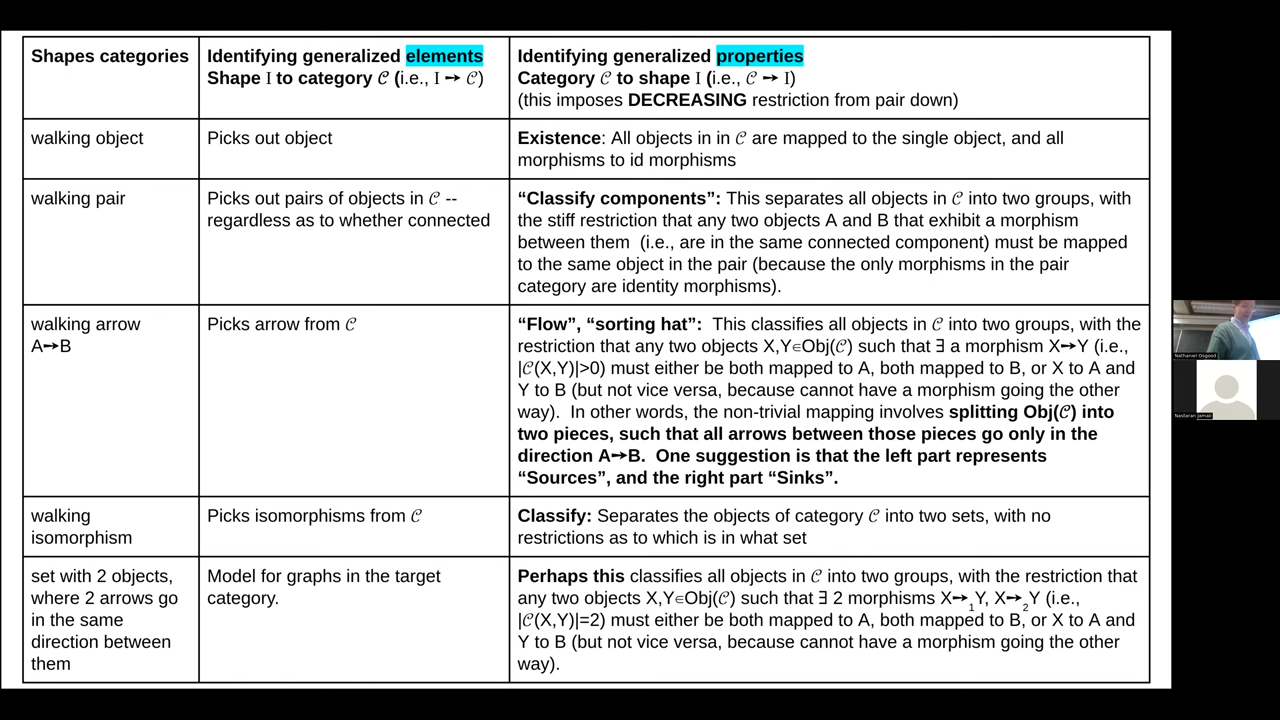 Shapes categories
Identifying generalized elements
Shape I to category 𝒞 (i.e., I ➙ 𝒞)
Identifying generalized properties
Category 𝒞 to shape I (i.e., 𝒞 ➙ I)
(this imposes DECREASING restriction from pair down)
walking object
Picks out object
Existence: All objects in in 𝒞 are mapped to the single object, and all
morphisms to id morphisms
walking pair
Picks out pairs of objects in 𝒞 --
regardless as to whether connected
“Classify components”: This separates all objects in 𝒞 into two groups, with
the stiff restriction that any two objects A and B that exhibit a morphism
between them (i.e., are in the same connected component) must be mapped
to the same object in the pair (because the only morphisms in the pair
category are identity morphisms).
walking arrow
A➙B
Picks arrow from 𝒞
“Flow”, “sorting hat”: This classifies all objects in 𝒞 into two groups, with the
restriction that any two objects X,Y∈Obj(𝒞) such that ∃ a morphism X➙Y (i.e.,
|𝒞(X,Y)|>0) must either be both mapped to A, both mapped to B, or X to A and
Y to B (but not vice versa, because cannot have a morphism going the other
way). In other words, the non-trivial mapping involves splitting Obj(𝒞) into
two pieces, such that all arrows between those pieces go only in the
direction A➙B. One suggestion is that the left part represents
“Sources”, and the right part “Sinks”.
walking
isomorphism
Picks isomorphisms from 𝒞
Classify: Separates the objects of category 𝒞 into two sets, with no
restrictions as to which is in what set
set with 2 objects,
where 2 arrows go
in the same
direction between
them
Model for graphs in the target
category.
Perhaps this classifies all objects in 𝒞 into two groups, with the restriction that
any two objects X,Y∈Obj(𝒞) such that ∃ 2 morphisms X➙₁Y, X➙₂Y (i.e.,
|𝒞(X,Y)|=2) must either be both mapped to A, both mapped to B, or X to A and
Y to B (but not vice versa, because cannot have a morphism going the other
way).
Nathaniel Osgood
Nastaran Jamali